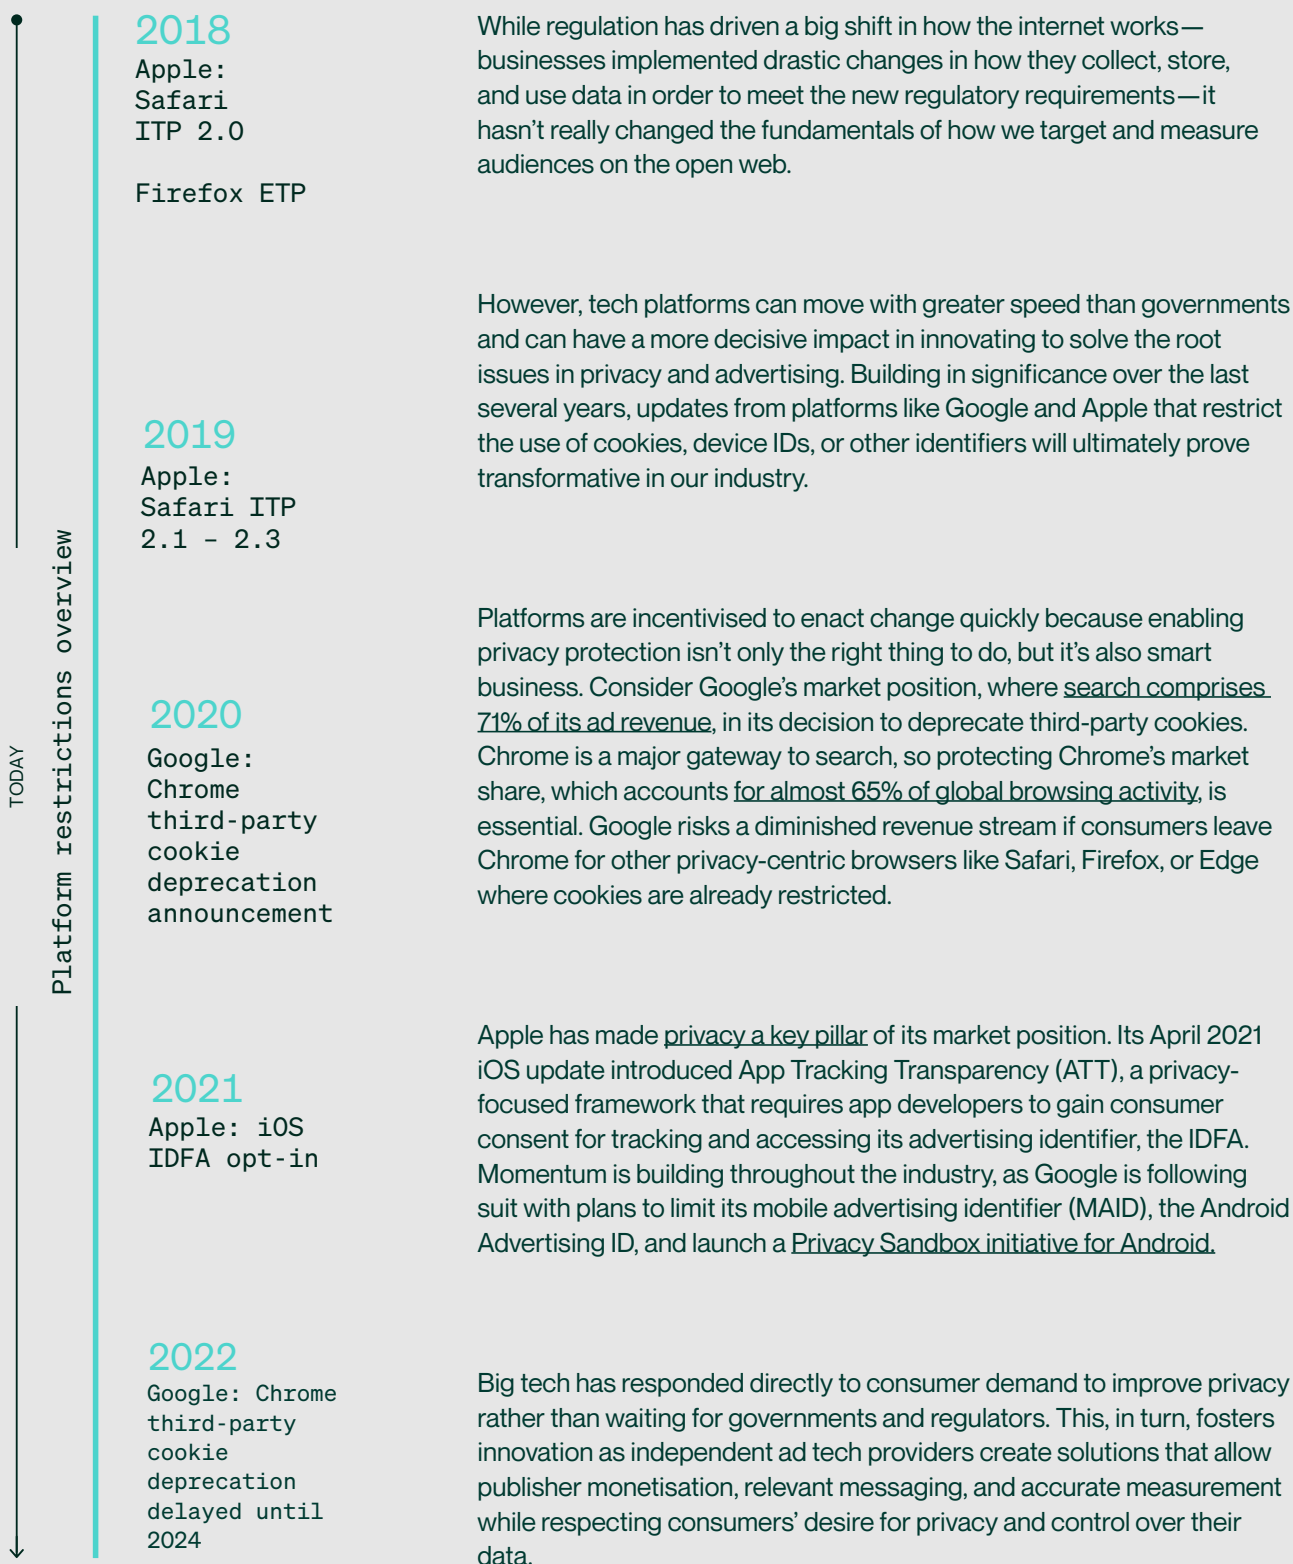 TODAY
Platform restrictions overview
2018
Apple:
Safari
ITP 2.0
Firefox ETP
2019
Apple:
Safari ITP
2.1 – 2.3
2020
Google:
Chrome
third-party
cookie
deprecation
announcement
2021
Apple: iOS
IDFA opt-in
2022
Google: Chrome
third-party
cookie
deprecation
delayed until
2024
While regulation has driven a big shift in how the internet works—
businesses implemented drastic changes in how they collect, store,
and use data in order to meet the new regulatory requirements—it
hasn’t really changed the fundamentals of how we target and measure
audiences on the open web.
However, tech platforms can move with greater speed than governments
and can have a more decisive impact in innovating to solve the root
issues in privacy and advertising. Building in significance over the last
several years, updates from platforms like Google and Apple that restrict
the use of cookies, device IDs, or other identifiers will ultimately prove
transformative in our industry.
Platforms are incentivised to enact change quickly because enabling
privacy protection isn’t only the right thing to do, but it’s also smart
business. Consider Google’s market position, where search comprises
71% of its ad revenue, in its decision to deprecate third-party cookies.
Chrome is a major gateway to search, so protecting Chrome’s market
share, which accounts for almost 65% of global browsing activity, is
essential. Google risks a diminished revenue stream if consumers leave
Chrome for other privacy-centric browsers like Safari, Firefox, or Edge
where cookies are already restricted.
Apple has made privacy a key pillar of its market position. Its April 2021
iOS update introduced App Tracking Transparency (ATT), a privacy-
focused framework that requires app developers to gain consumer
consent for tracking and accessing its advertising identifier, the IDFA.
Momentum is building throughout the industry, as Google is following
suit with plans to limit its mobile advertising identifier (MAID), the Android
Advertising ID, and launch a Privacy Sandbox initiative for Android.
Big tech has responded directly to consumer demand to improve privacy
rather than waiting for governments and regulators. This, in turn, fosters
innovation as independent ad tech providers create solutions that allow
publisher monetisation, relevant messaging, and accurate measurement
while respecting consumers’ desire for privacy and control over their
data.